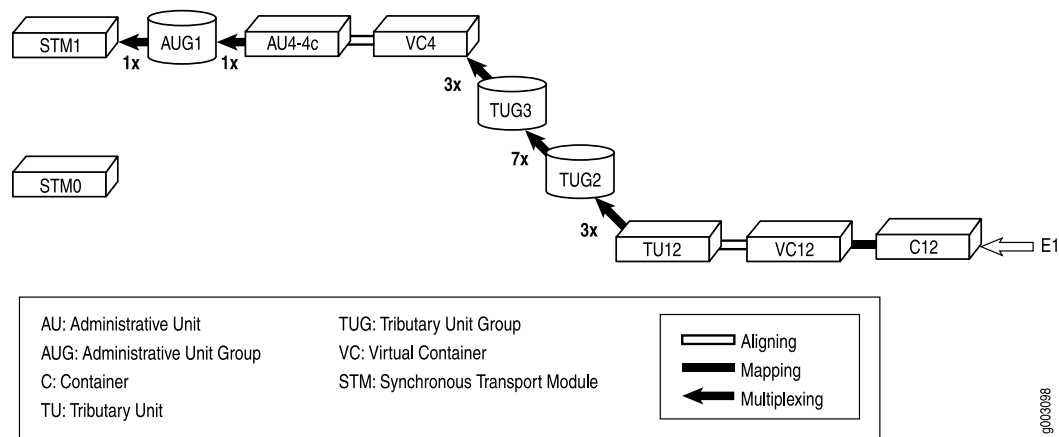 STM1
AUG1
AU4-4c
VC4
1x
1x
3x
TUG3
7x
STM0
TUG2
3x
TU12
VC12
C12
E1
AU: Administrative Unit
AUG: Administrative Unit Group
C: Container
TU: Tributary Unit
TUG: Tributary Unit Group
VC: Virtual Container
STM: Synchronous Transport Module
Aligning
Mapping
Multiplexing
g003098